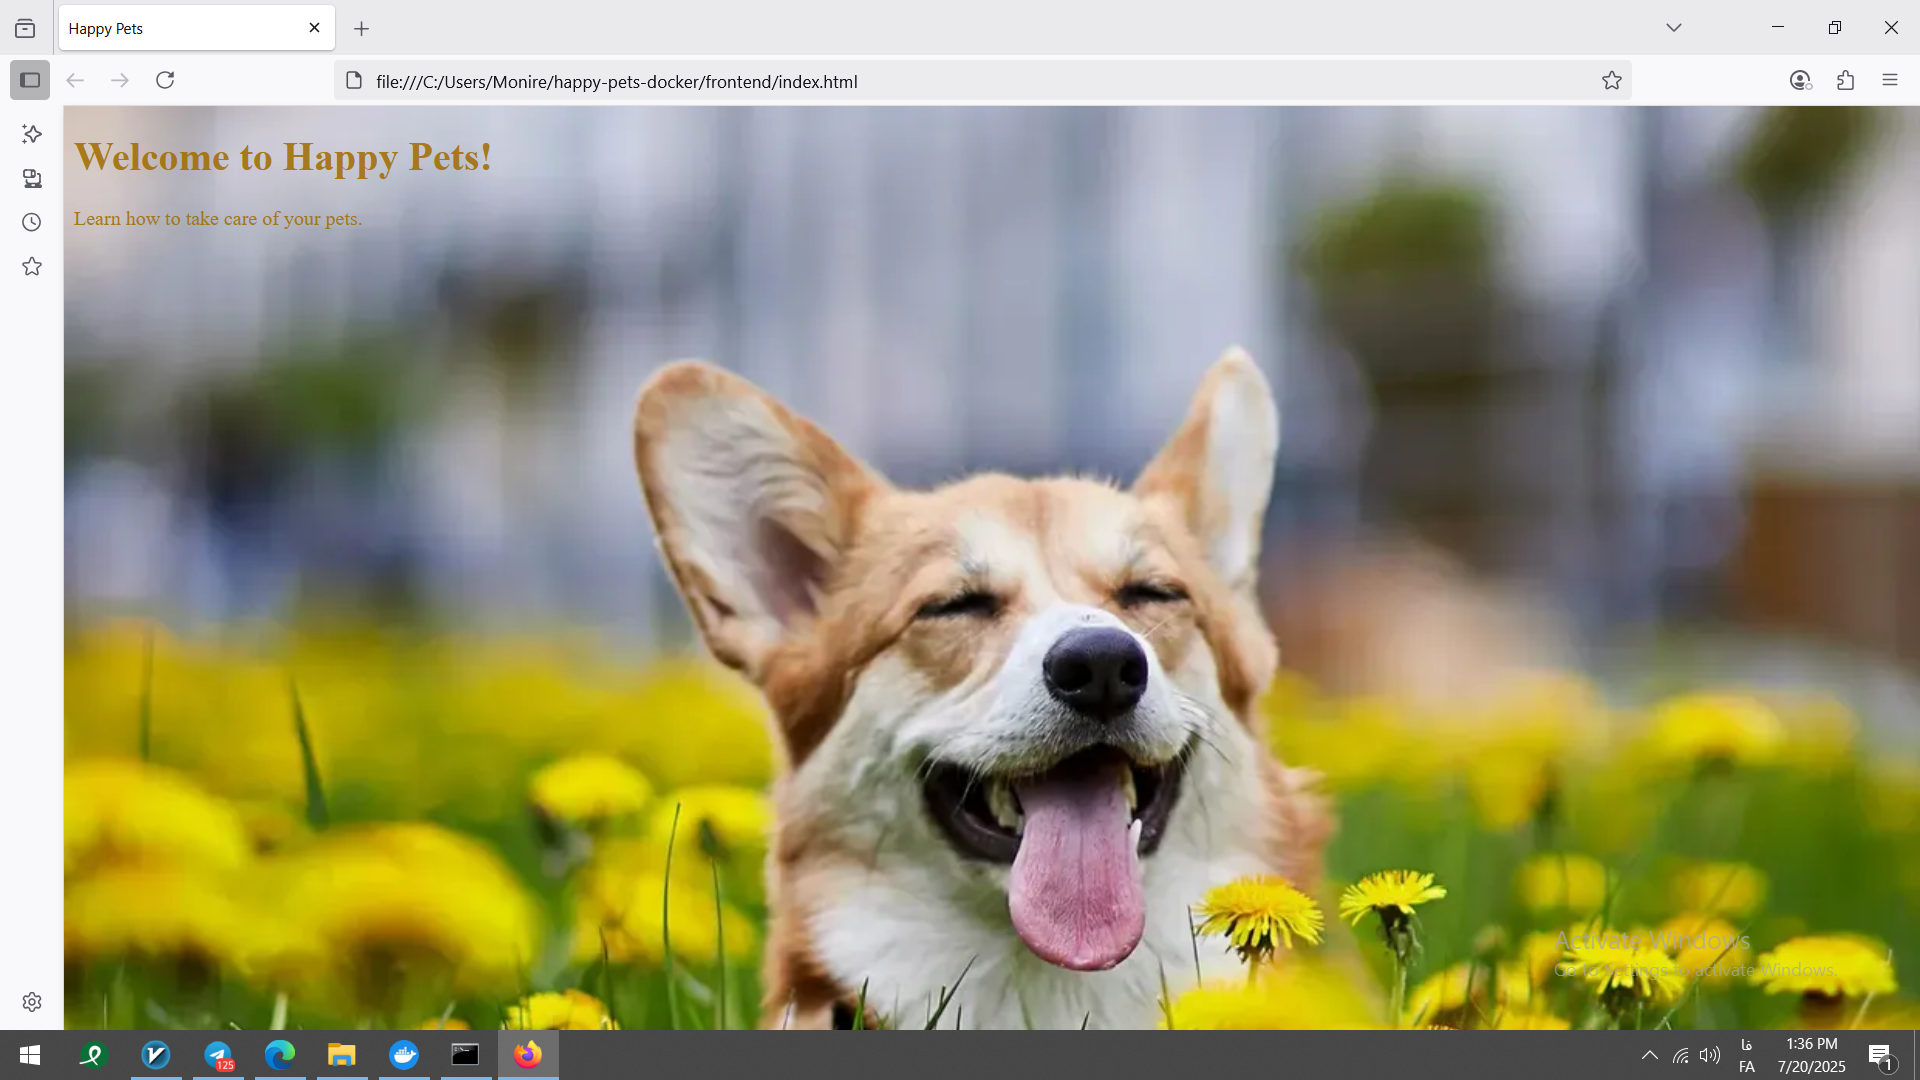 Happy Pets
file:///C:/Users/Monire/happy-pets-docker/frontend/index.html
Welcome to Happy Pets!
Learn how to take care of your pets.
Activate Windows
Go to Settings to activate Windows.
125
فا
FA
1:36 PM
7/20/2025
1